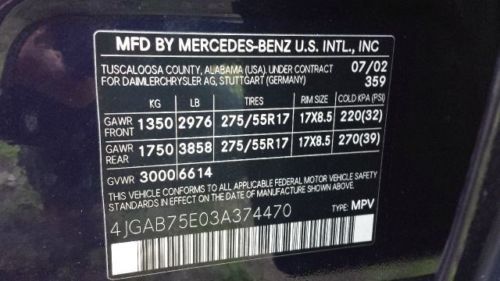 MFD BY MERCEDES-BENZ U.S. INTL., INC
TUSCALOOSA COUNTY, ALABAMA (USA). UNDER CONTRACT 07/02
FOR DAIMLERCHRYSLER AG, STUTTGART (GERMANY) 359
KG LB TIRES RIM SIZE COLD KPA (PSI)
GAWR FRONT 1350 2976 275/55R17 17X8.5 220(32)
GAWR REAR 1750 3858 275/55R17 17X8.5 270(39)
GVWR 3000 6614
THIS VEHICLE CONFORMS TO ALL APPLICABLE FEDERAL MOTOR VEHICLE SAFETY
STANDARDS IN EFFECT ON THE DATE OF MANUFACTURE SHOWN ABOVE.
4JGAB75E03A374470 TYPE: MPV